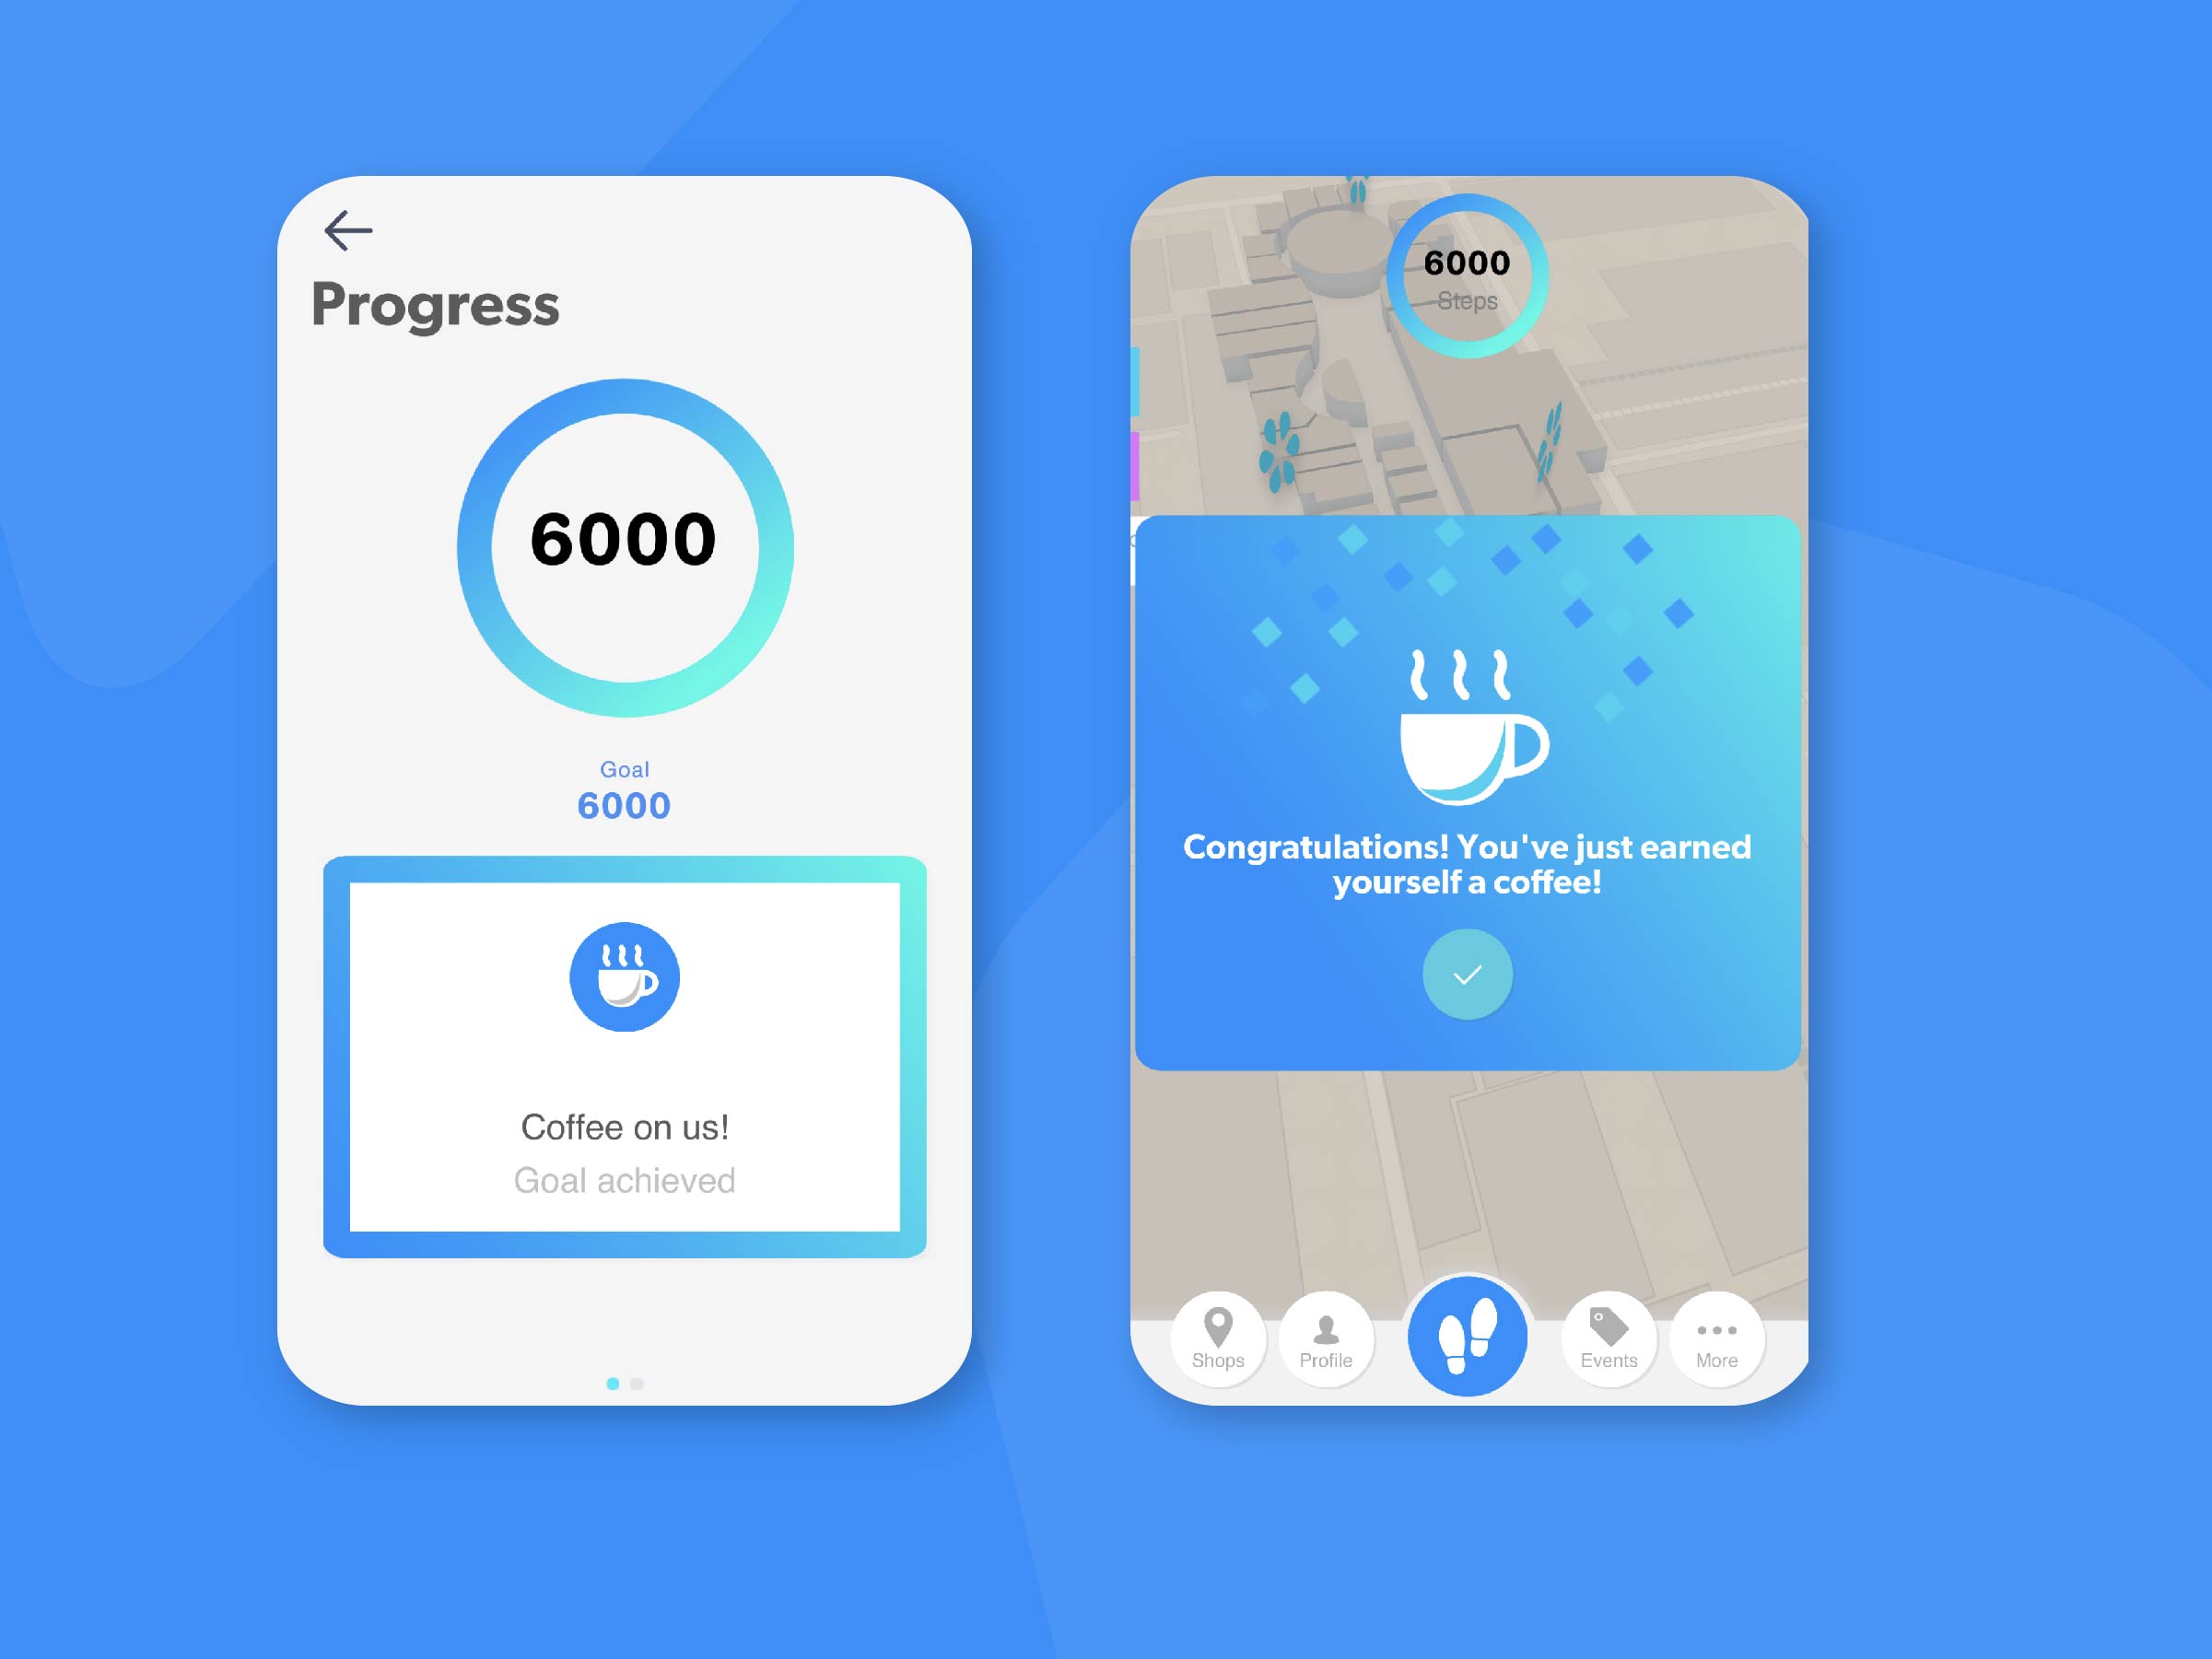 Progress
6000
Goal
6000
Coffee on us!
Goal achieved
6000
Steps
Congratulations! You've just earned
yourself a coffee!
Shops
Profile
Events
More